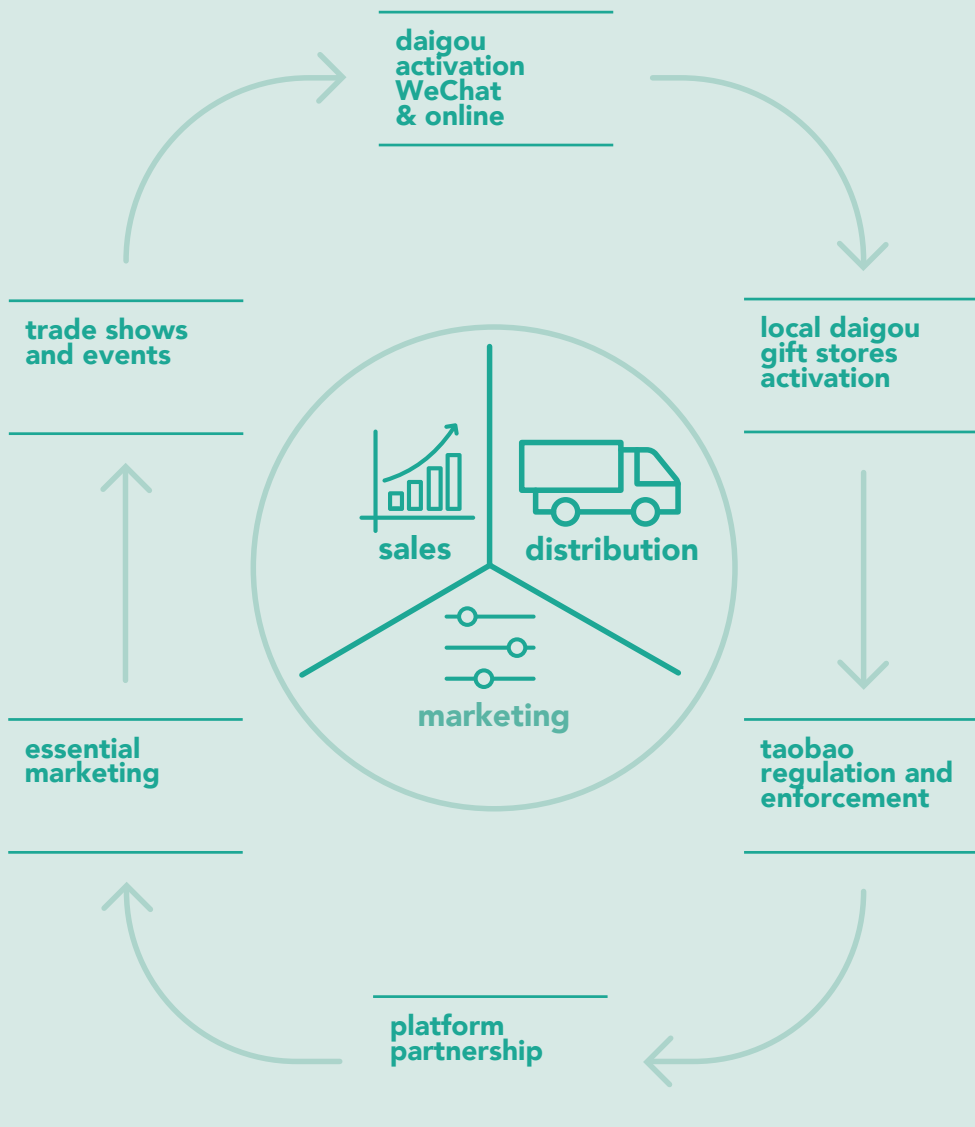 daigou
activation
WeChat
& online
trade shows
and events
local daigou
gift stores
activation
sales
distribution
marketing
essential
marketing
taobao
regulation and
enforcement
platform
partnership